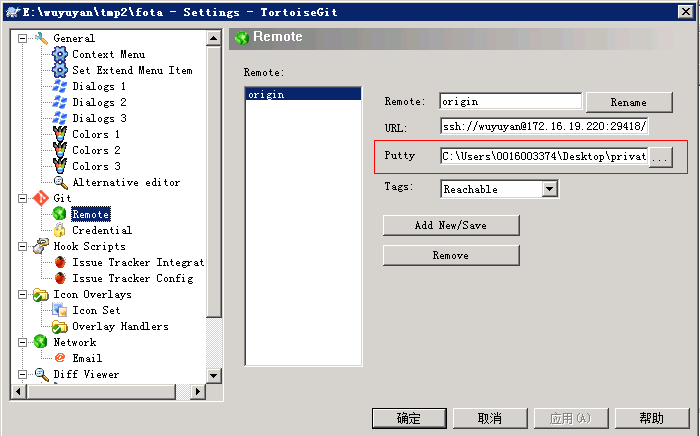 E:\wuyuyan\tmp2\fota - Settings - TortoiseGit
General
Context Menu
Set Extend Menu Item
Dialogs 1
Dialogs 2
Dialogs 3
Colors 1
Colors 2
Colors 3
Alternative editor
Git
Remote
Credential
Hook Scripts
Issue Tracker Integrat
Issue Tracker Config
Icon Overlays
Icon Set
Overlay Handlers
Network
Email
Diff Viewer
Remote
Remote:
origin
Remote: origin Rename
URL: ssh://wuyuyan@172.16.19.220:29418/
Putty C:\Users\0016003374\Desktop\privat ...
Tags: Reachable
Add New/Save
Remove
确定 取消 应用(A) 帮助